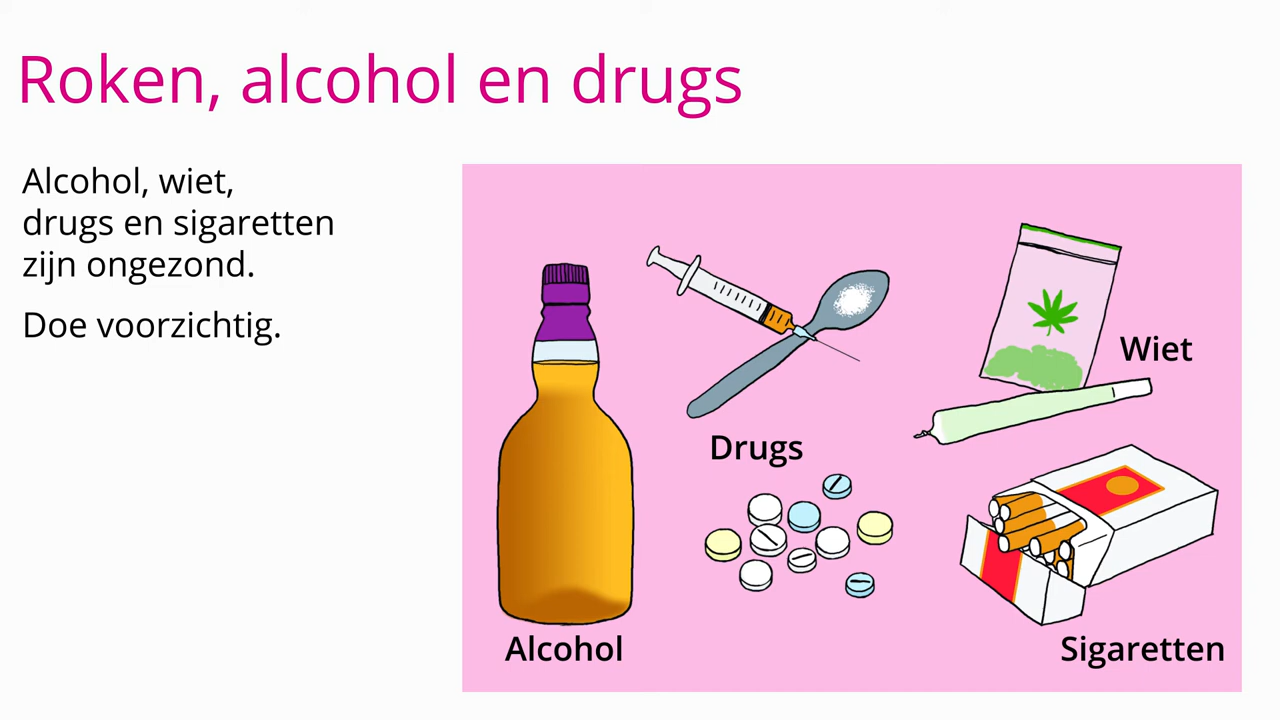 Roken, alcohol en drugs
Alcohol, wiet,
drugs en sigaretten
zijn ongezond.
Doe voorzichtig.
Wiet
Drugs
Alcohol
Sigaretten